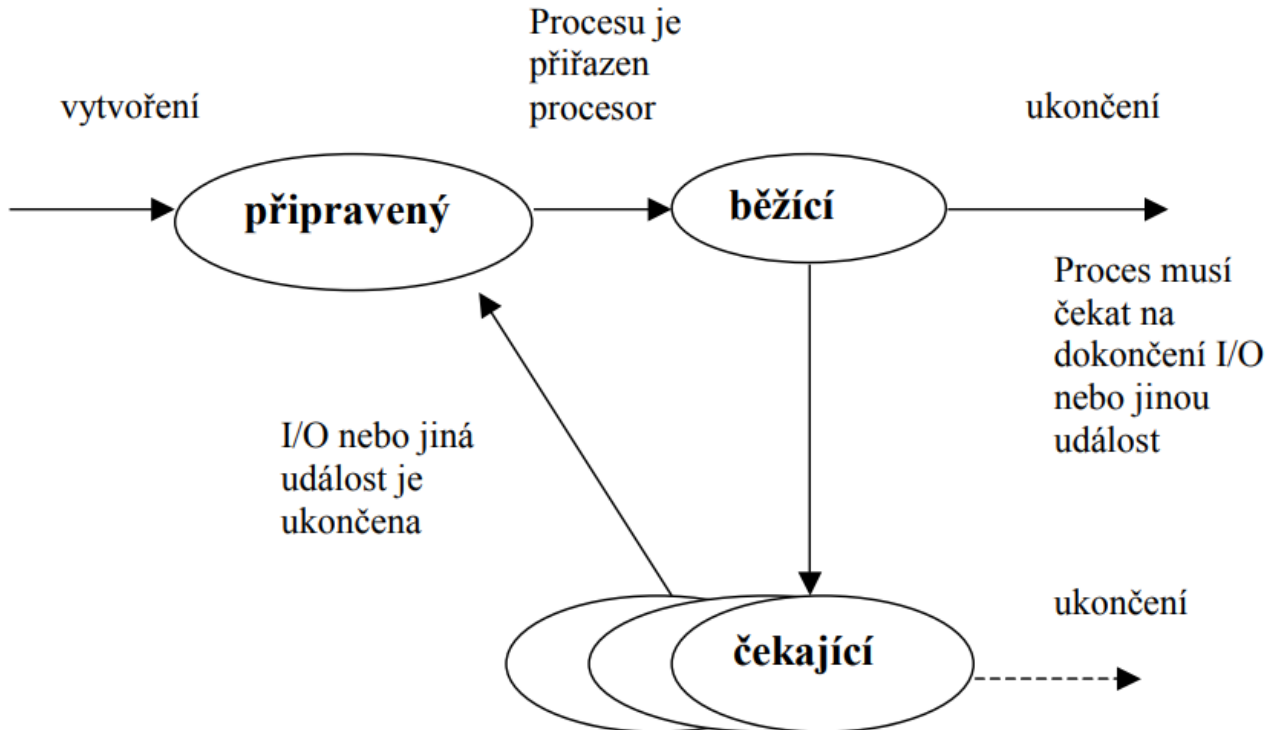 Procesu je
přiřazen
procesor
vytvoření
ukončení
připravený
běžící
Proces musí
čekat na
dokončení I/O
nebo jinou
událost
I/O nebo jiná
událost je
ukončena
ukončení
čekající